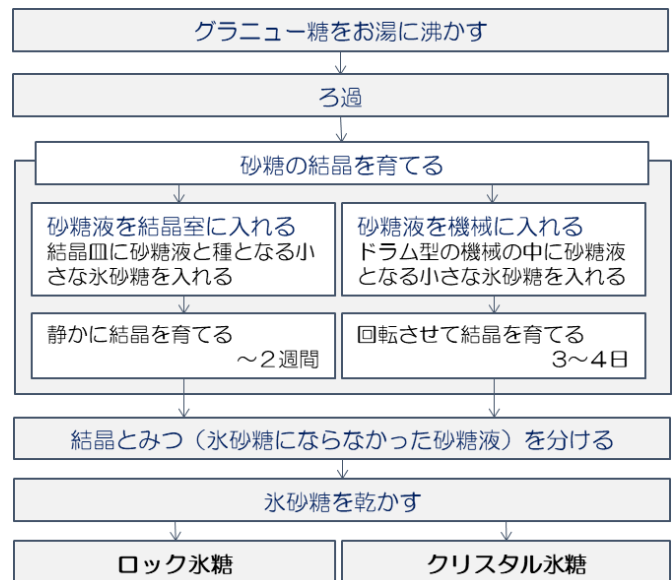 グラニュー糖をお湯に沸かす
ろ過
砂糖の結晶を育てる
砂糖液を結晶室に入れる
結晶皿に砂糖液と種となる小
さな氷砂糖を入れる
砂糖液を機械に入れる
ドラム型の機械の中に砂糖液
となる小さな氷砂糖を入れる
静かに結晶を育てる
～２週間
回転させて結晶を育てる
３～４日
結晶とみつ（氷砂糖にならなかった砂糖液）を分ける
氷砂糖を乾かす
ロック氷糖
クリスタル氷糖